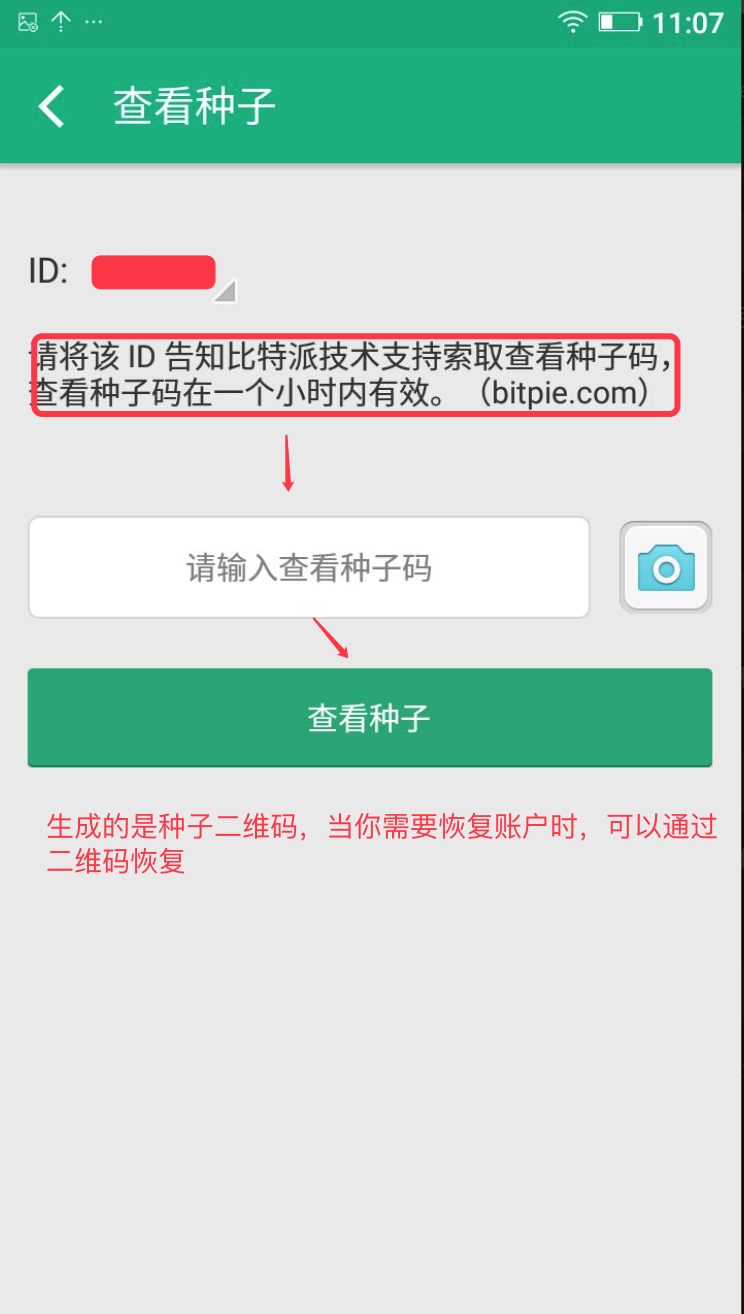 11:07
查看种子
ID:
请将该 ID 告知比特派技术支持索取查看种子码，
查看种子码在一个小时内有效。（bitpie.com）
请输入查看种子码
查看种子
生成的是种子二维码，当你需要恢复账户时，可以通过
二维码恢复